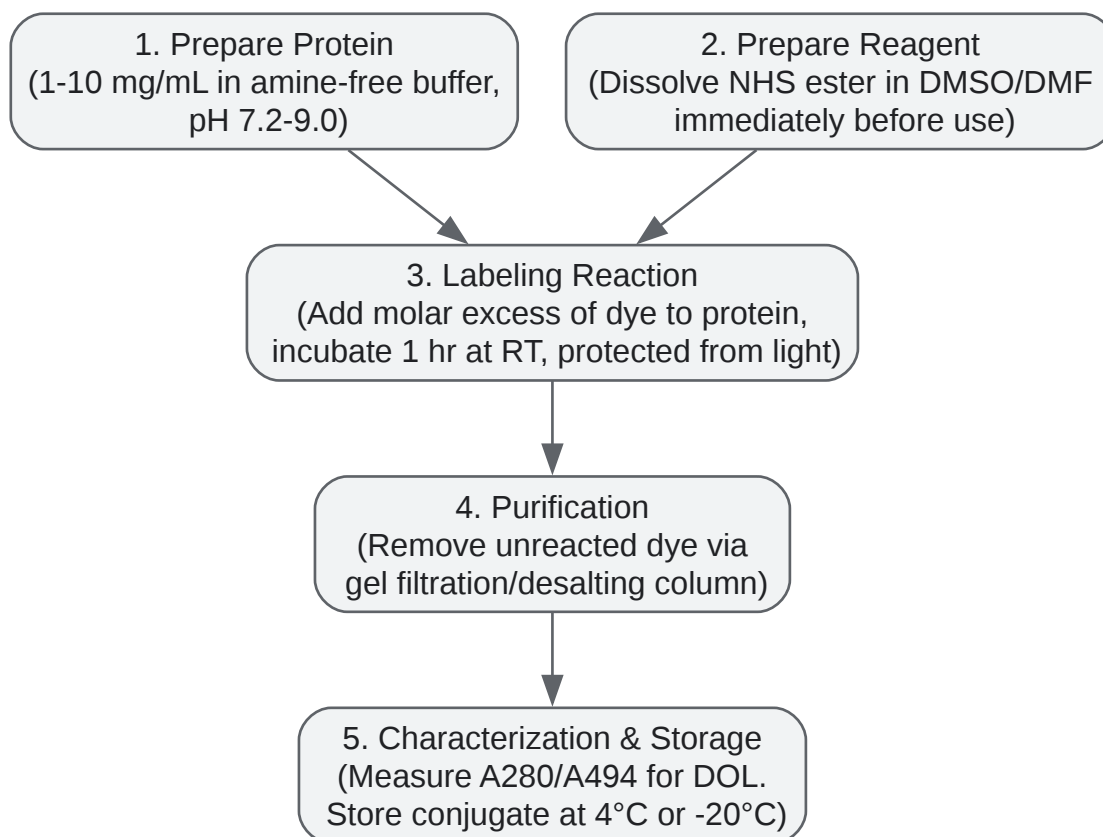 1. Prepare Protein
(1-10 mg/mL in amine-free buffer,
pH 7.2-9.0)
2. Prepare Reagent
(Dissolve NHS ester in DMSO/DMF
immediately before use)
3. Labeling Reaction
(Add molar excess of dye to protein,
incubate 1 hr at RT, protected from light)
4. Purification
(Remove unreacted dye via
gel filtration/desalting column)
5. Characterization & Storage
(Measure A280/A494 for DOL.
Store conjugate at 4°C or -20°C)